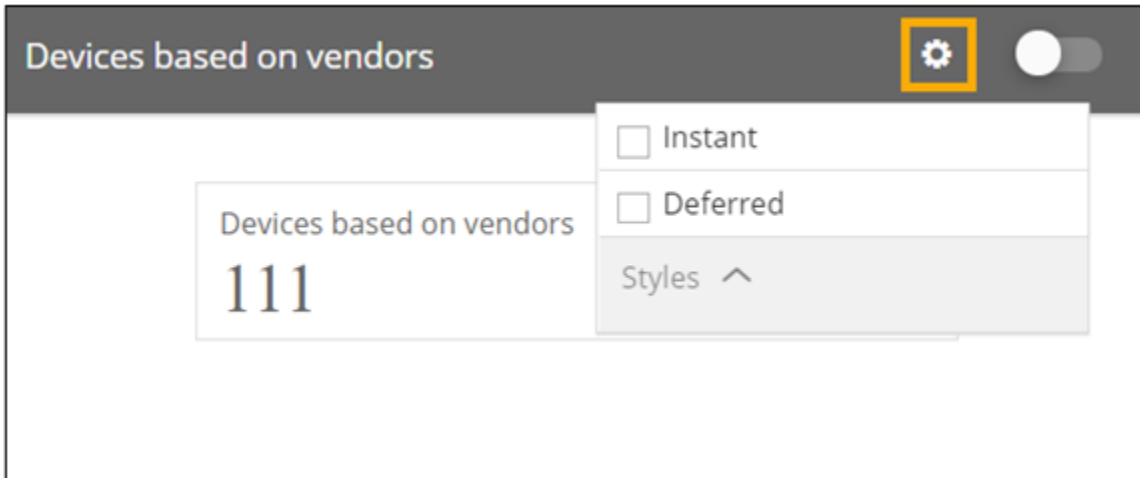 Devices based on vendors
Instant
Deferred
Devices based on vendors
111
Styles